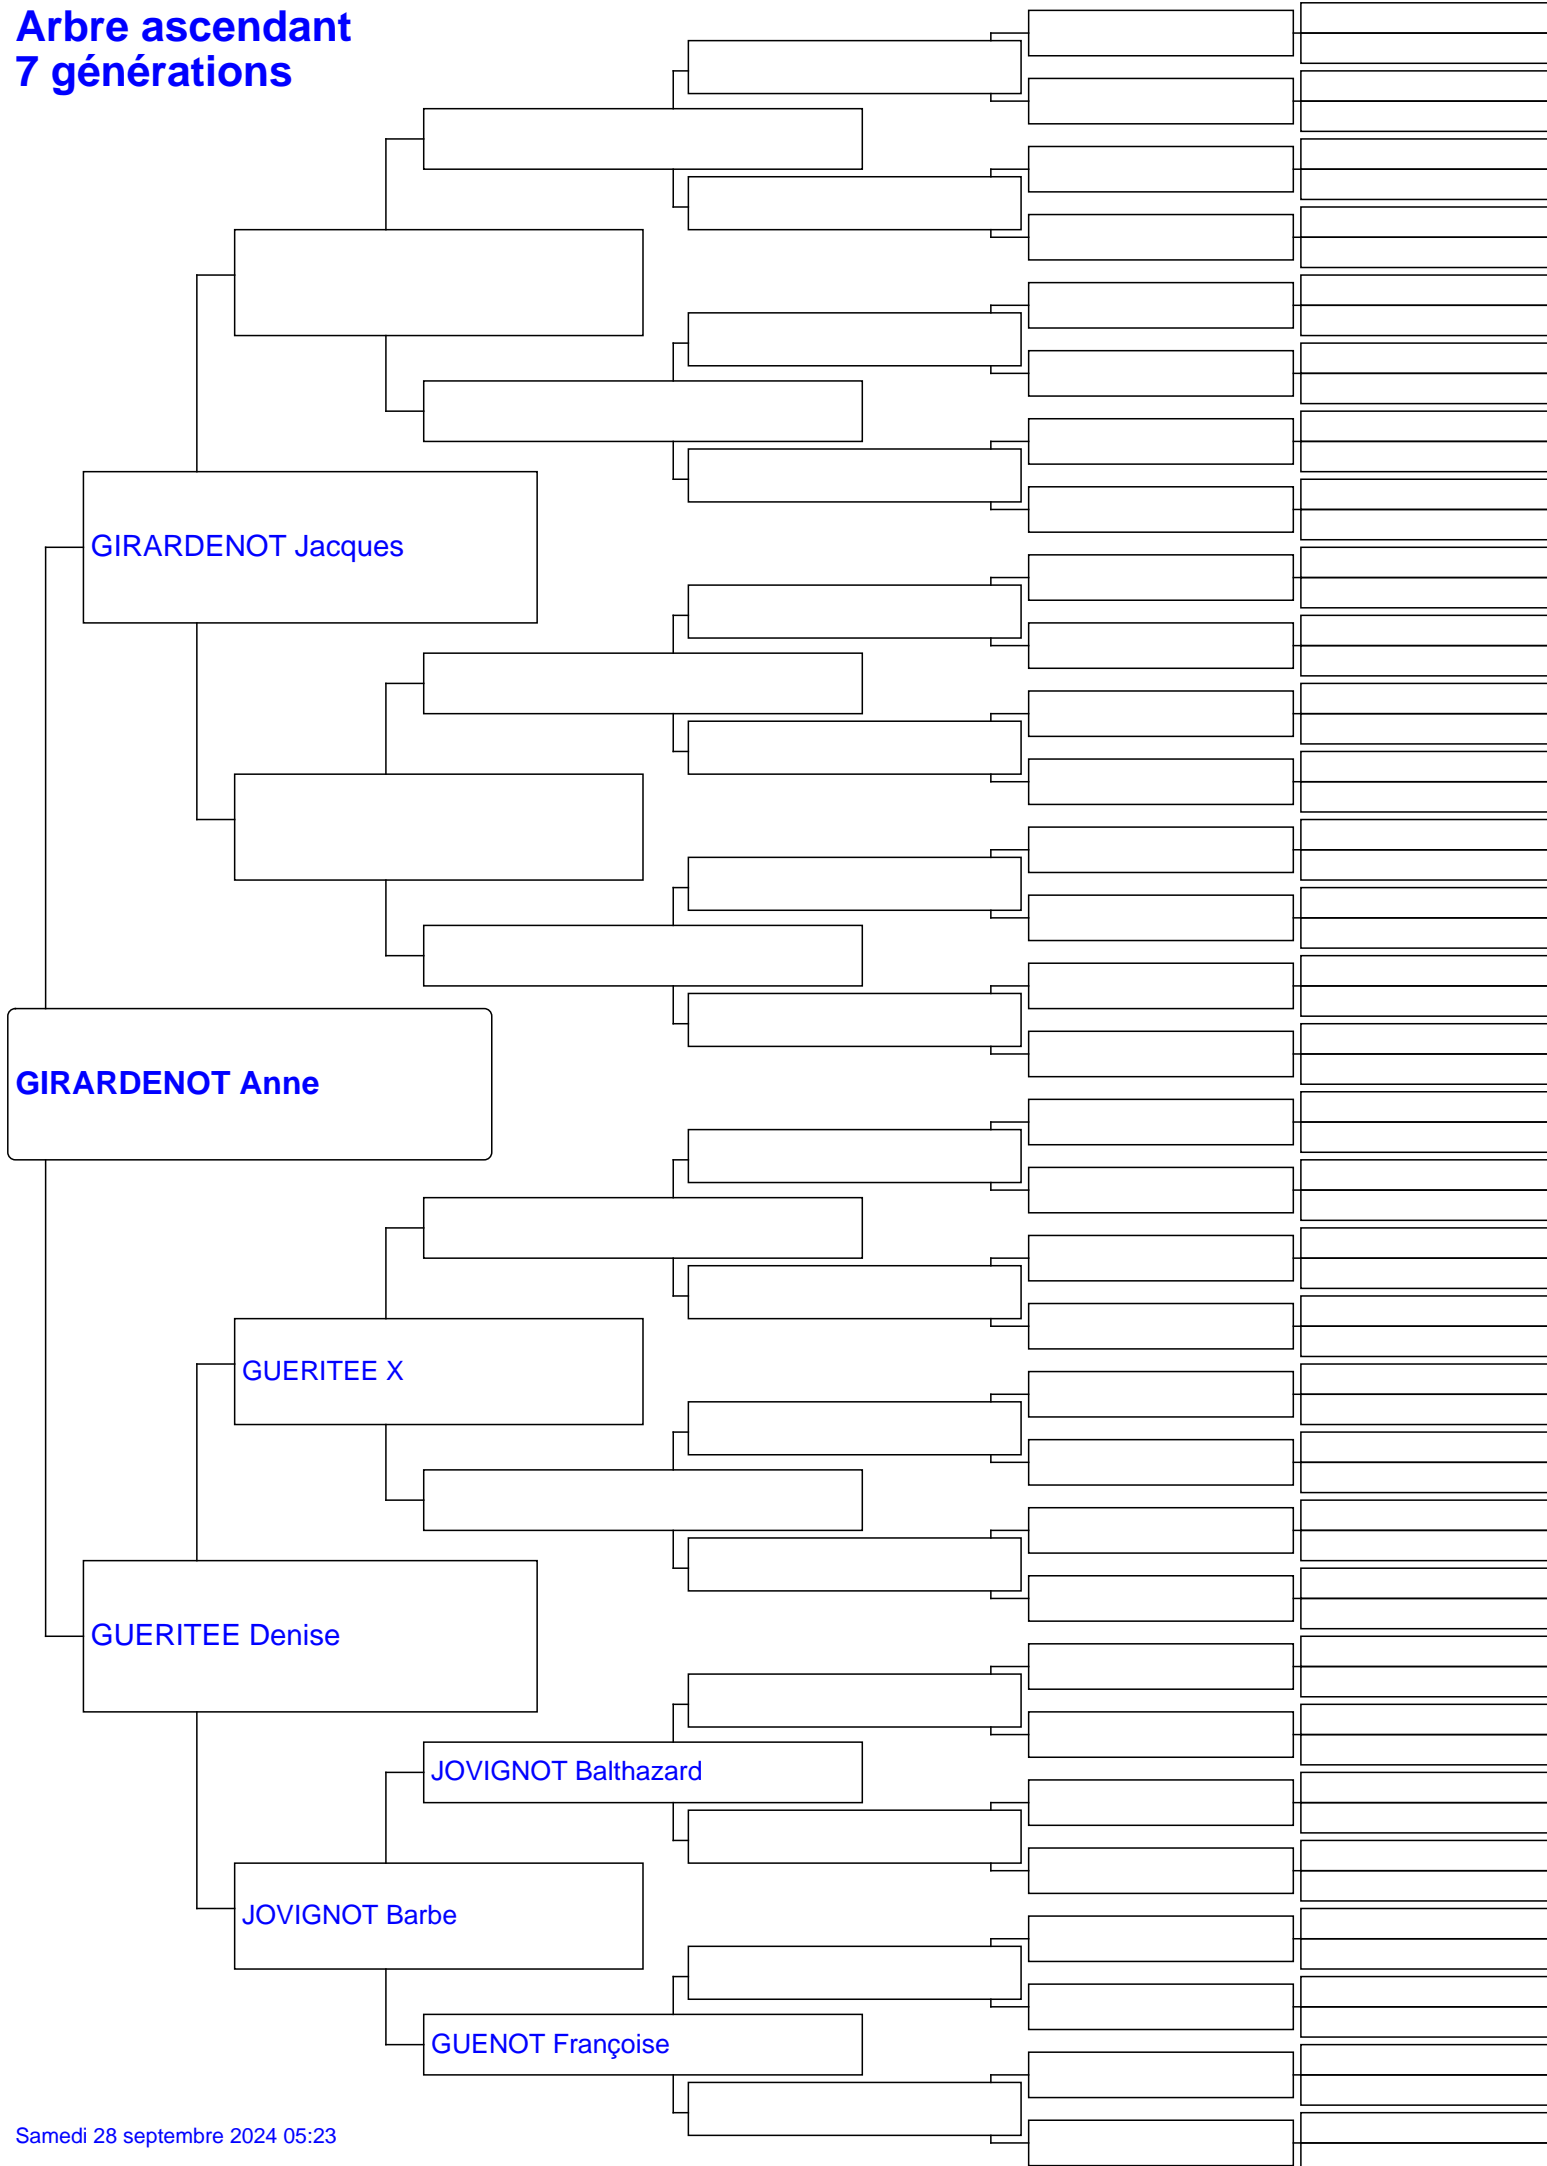 Arbre ascendant
7 générations
GIRARDENOT Jacques
GIRARDENOT Anne
GUERITEE X
GUERITEE Denise
JOVIGNOT Balthazard
JOVIGNOT Barbe
GUENOT Françoise
Samedi 28 septembre 2024 05:23